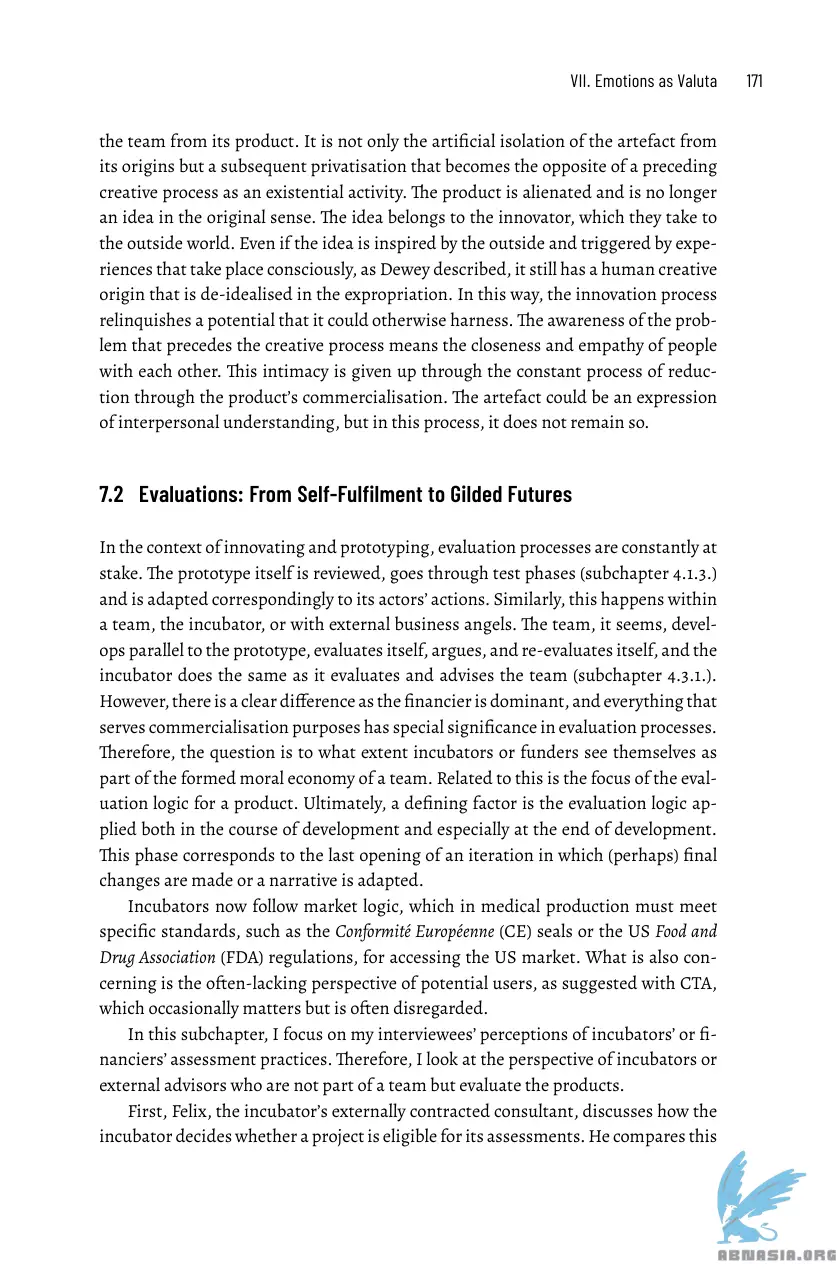 VII. Emotions as Valuta 171
the team from its product. It is not only the artificial isolation of the artefact from
its origins but a subsequent privatisation that becomes the opposite of a preceding
creative process as an existential activity. The product is alienated and is no longer
an idea in the original sense. The idea belongs to the innovator, which they take to
the outside world. Even if the idea is inspired by the outside and triggered by expe-
riences that take place consciously, as Dewey described, it still has a human creative
origin that is de-idealised in the expropriation. In this way, the innovation process
relinquishes a potential that it could otherwise harness. The awareness of the prob-
lem that precedes the creative process means the closeness and empathy of people
with each other. This intimacy is given up through the constant process of reduc-
tion through the product's commercialisation. The artefact could be an expression
of interpersonal understanding, but in this process, it does not remain so.
7.2 Evaluations: From Self-Fulfilment to Gilded Futures
In the context of innovating and prototyping, evaluation processes are constantly at
stake. The prototype itself is reviewed, goes through test phases (subchapter 4.1.3.)
and is adapted correspondingly to its actors' actions. Similarly, this happens within
a team, the incubator, or with external business angels. The team, it seems, devel-
ops parallel to the prototype, evaluates itself, argues, and re-evaluates itself, and the
incubator does the same as it evaluates and advises the team (subchapter 4.3.1.).
However, there is a clear difference as the financier is dominant, and everything that
serves commercialisation purposes has special significance in evaluation processes.
Therefore, the question is to what extent incubators or funders see themselves as
part of the formed moral economy of a team. Related to this is the focus of the eval-
uation logic for a product. Ultimately, a defining factor is the evaluation logic ap-
plied both in the course of development and especially at the end of development.
This phase corresponds to the last opening of an iteration in which (perhaps) final
changes are made or a narrative is adapted.
Incubators now follow market logic, which in medical production must meet
specific standards, such as the Conformité Européenne (CE) seals or the US Food and
Drug Association (FDA) regulations, for accessing the US market. What is also con-
cerning is the often-lacking perspective of potential users, as suggested with CTA,
which occasionally matters but is often disregarded.
In this subchapter, I focus on my interviewees' perceptions of incubators' or fi-
nanciers' assessment practices. Therefore, I look at the perspective of incubators or
external advisors who are not part of a team but evaluate the products.
First, Felix, the incubator's externally contracted consultant, discusses how the
incubator decides whether a project is eligible for its assessments. He compares this
ABNASIA.ORG